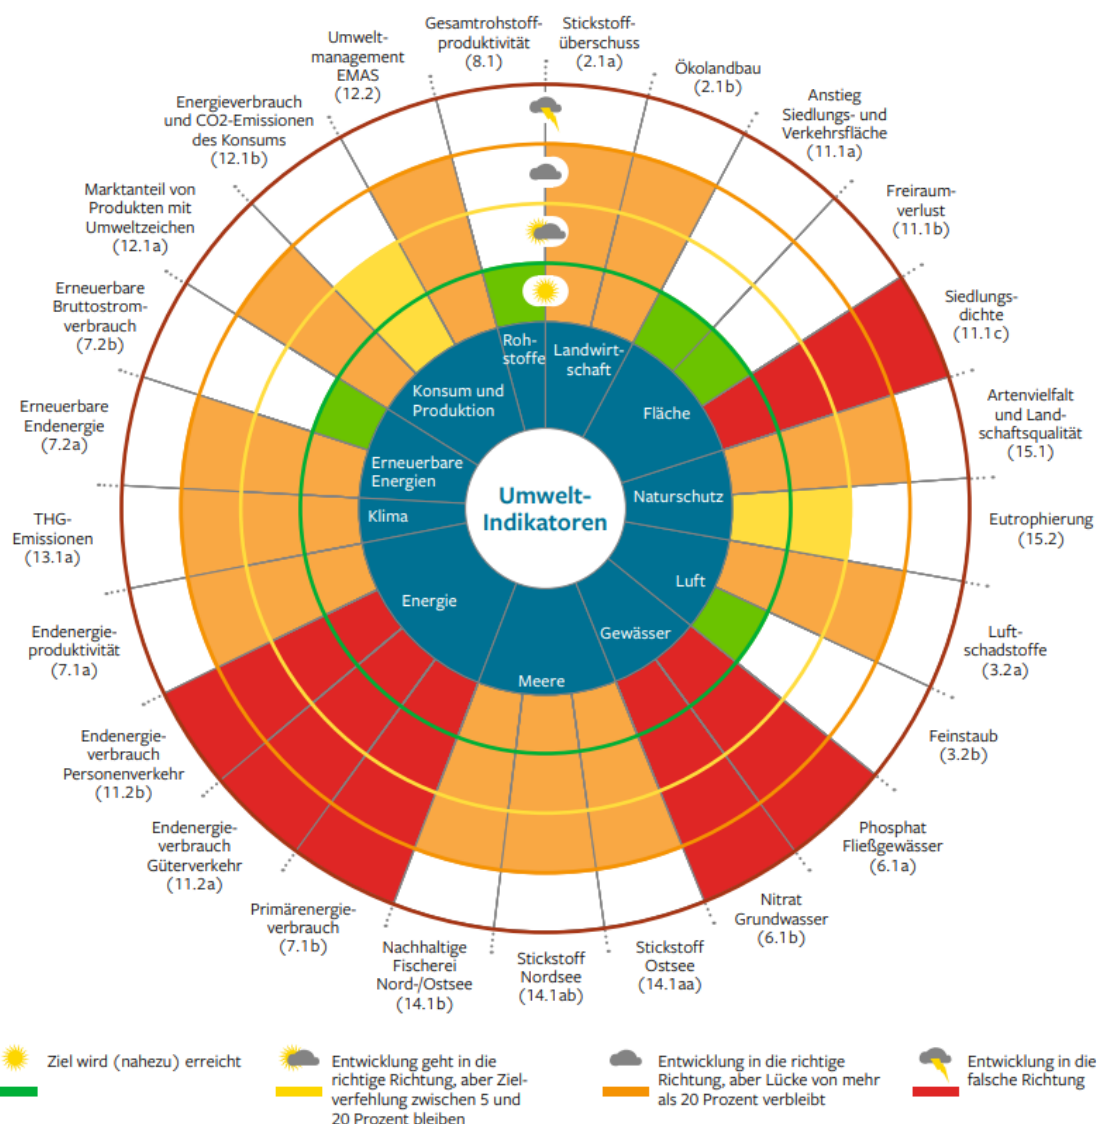 Gesamtrohstoff-
produktivität
(8.1)
Stickstoff-
überschuss
(2.1a)
Ökolandbau
(2.1b)
Anstieg
Siedlungs- und
Verkehrsfläche
(11.1a)
Freiraum-
verlust
(11.1b)
Siedlungs-
dichte
(11.1c)
Artenvielfalt
und Land-
schaftsqualität
(15.1)
Eutrophierung
(15.2)
Luft-
schadstoffe
(3.2a)
Feinstaub
(3.2b)
Phosphat
Fließgewässer
(6.1a)
Nitrat
Grundwasser
(6.1b)
Stickstoff
Ostsee
(14.1aa)
Stickstoff
Nordsee
(14.1ab)
Nachhaltige
Fischerei
Nord-/Ostsee
(14.1b)
Primärenergie-
verbrauch
(7.1b)
Endenergie-
verbrauch
Güterverkehr
(11.2a)
Endenergie-
verbrauch
Personenverkehr
(11.2b)
Endenergie-
produktivität
(7.1a)
THG-
Emissionen
(13.1a)
Erneuerbare
Endenergie
(7.2a)
Erneuerbare
Bruttostrom-
verbrauch
(7.2b)
Marktanteil von
Produkten mit
Umweltzeichen
(12.1a)
Energieverbrauch
und CO2-Emissionen
des Konsums
(12.1b)
Umwelt-
management
EMAS
(12.2)
Roh-
stoffe
Landwirt-
schaft
Fläche
Naturschutz
Luft
Gewässer
Meere
Energie
Klima
Erneuerbare
Energien
Konsum und
Produktion
Umwelt-
Indikatoren
Ziel wird (nahezu) erreicht
Entwicklung geht in die
richtige Richtung, aber Ziel-
verfehlung zwischen 5 und
20 Prozent bleiben
Entwicklung in die richtige
Richtung, aber Lücke von mehr
als 20 Prozent verbleibt
Entwicklung in die
falsche Richtung